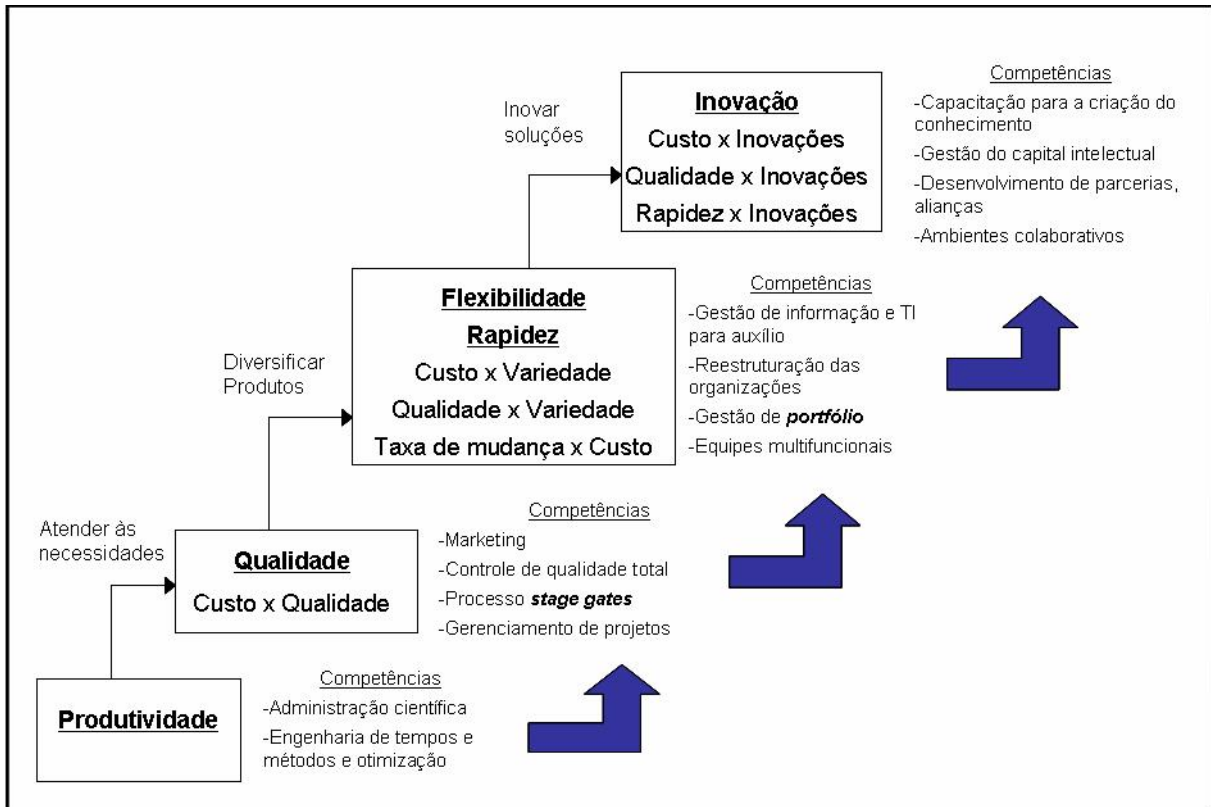 Inovar
soluções
Inovação
Custo x Inovações
Qualidade x Inovações
Rapidez x Inovações
Competências
-Capacitação para a criação do
conhecimento
-Gestão do capital intelectual
-Desenvolvimento de parcerias,
alianças
-Ambientes colaborativos
Diversificar
Produtos
Flexibilidade
Rapidez
Custo x Variedade
Qualidade x Variedade
Taxa de mudança x Custo
Competências
-Gestão de informação e TI
para auxílio
-Reestruturação das
organizações
-Gestão de portfólio
-Equipes multifuncionais
Atender às
necessidades
Qualidade
Custo x Qualidade
Competências
-Marketing
-Controle de qualidade total
-Processo stage gates
-Gerenciamento de projetos
Produtividade
Competências
-Administração científica
-Engenharia de tempos e
métodos e otimização